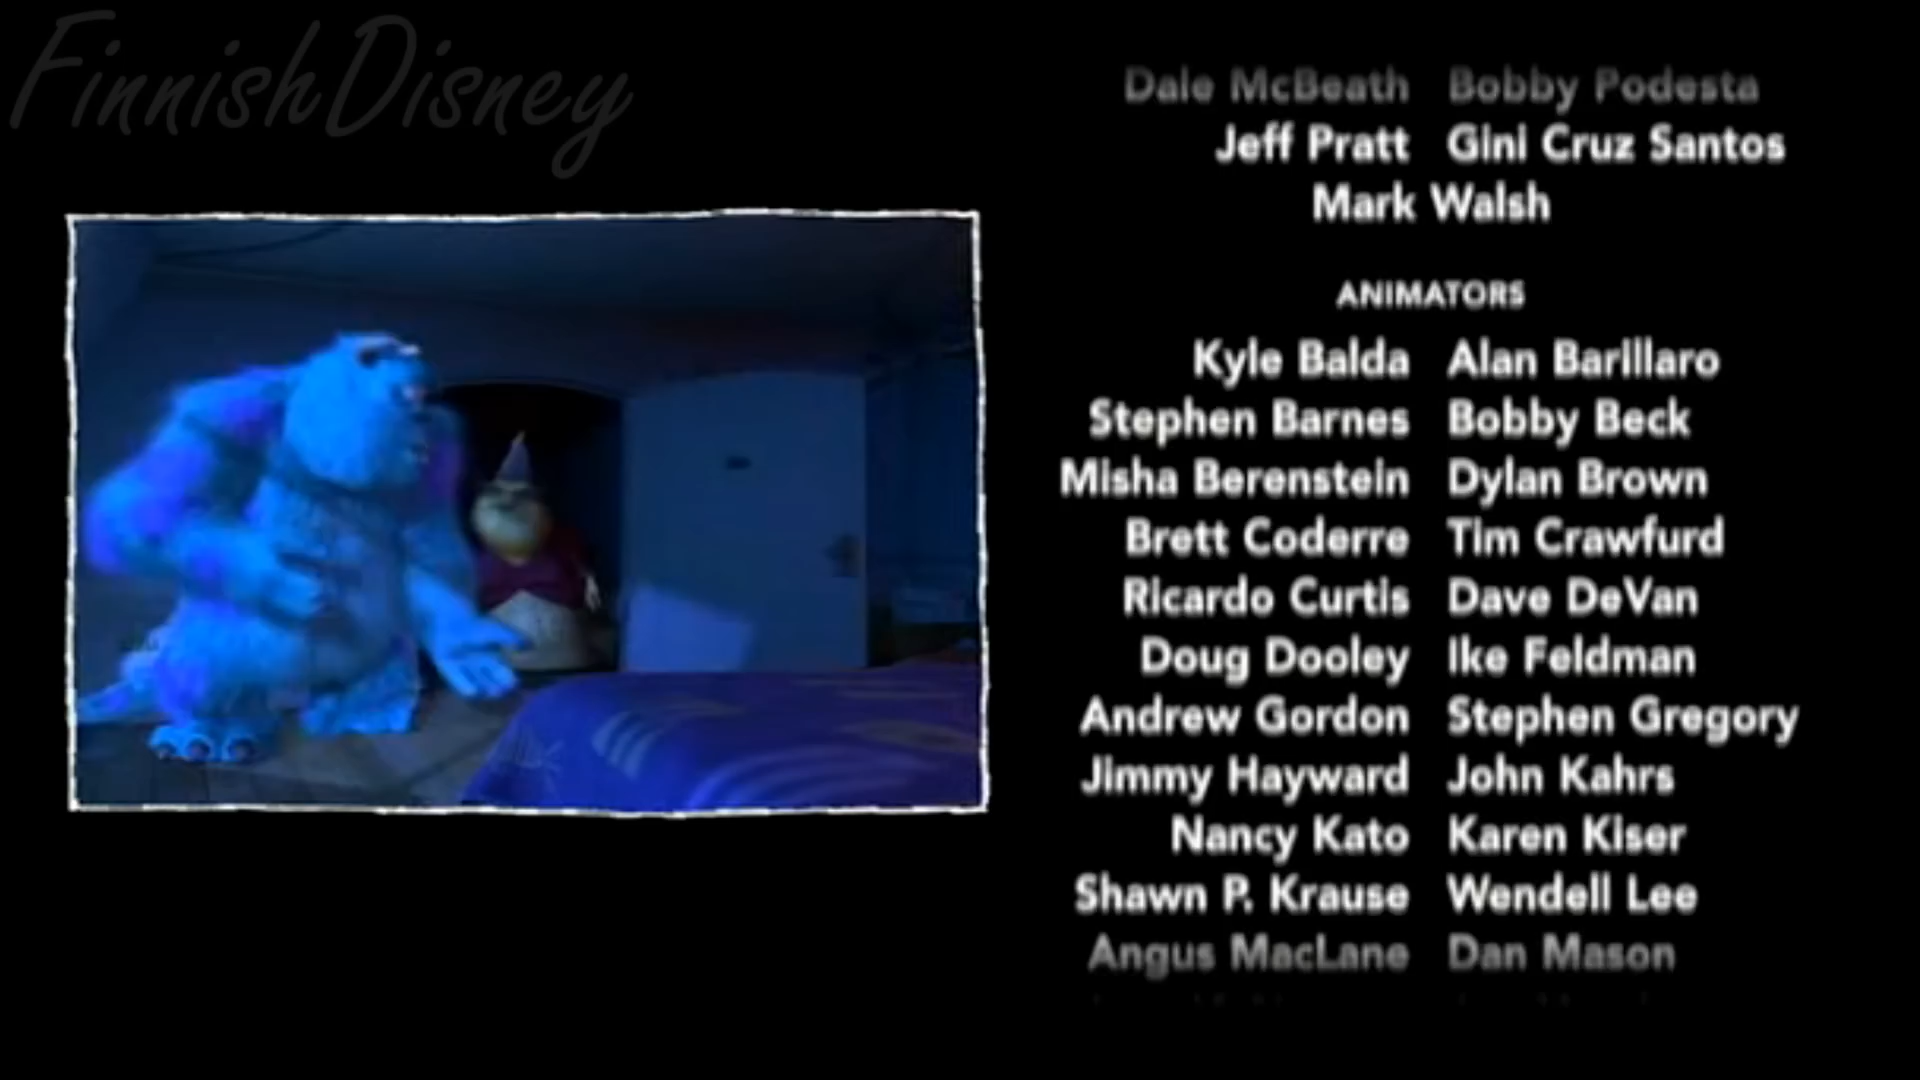 FinnishDisney
Dale McBeath Bobby Podesta
Jeff Pratt Gini Cruz Santos
Mark Walsh
ANIMATORS
Kyle Balda Alan Barillaro
Stephen Barnes Bobby Beck
Misha Berenstein Dylan Brown
Brett Coderre Tim Crawfurd
Ricardo Curtis Dave DeVan
Doug Dooley Ike Feldman
Andrew Gordon Stephen Gregory
Jimmy Hayward John Kahrs
Nancy Kato Karen Kiser
Shawn P. Krause Wendell Lee
Angus MacLane Dan Mason